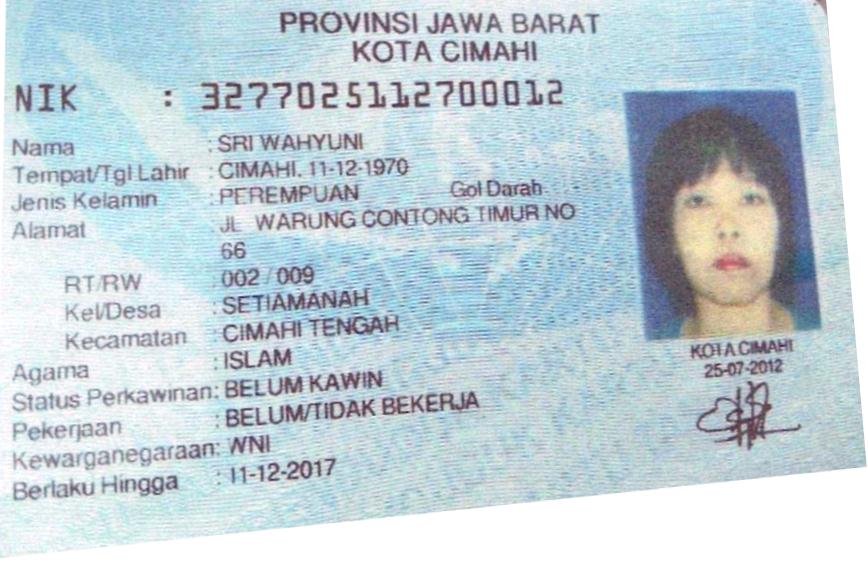 PROVINSI JAWA BARAT
KOTA CIMAHI
NIK : 3277025112700012
Nama : SRI WAHYUNI
Tempat/Tgl Lahir : CIMAHI, 11-12-1970
Jenis Kelamin : PEREMPUAN Gol Darah
Alamat : JL WARUNG CONTONG TIMUR NO
66
RT/RW : 002 / 009
Kel/Desa : SETIAMANAH
Kecamatan : CIMAHI TENGAH
Agama : ISLAM
Status Perkawinan: BELUM KAWIN
Pekerjaan : BELUM/TIDAK BEKERJA
Kewarganegaraan: WNI
Berlaku Hingga : 11-12-2017
KOTA CIMAHI
25-07-2012